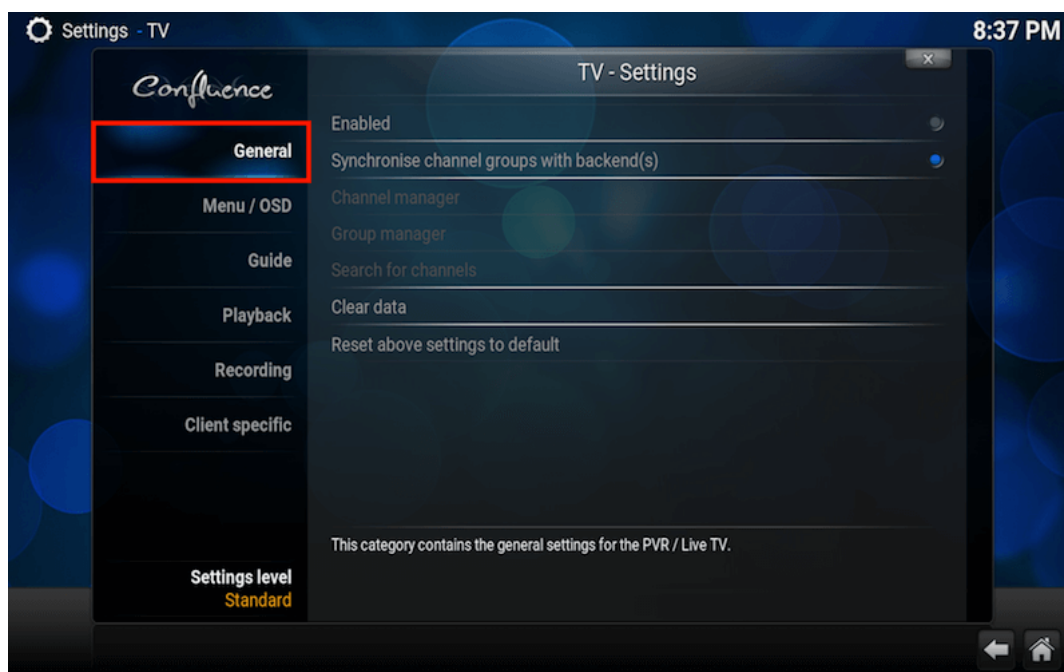 Settings - TV
8:37 PM
Confluence
TV - Settings
x
General
Menu / OSD
Guide
Playback
Recording
Client specific
Settings level
Standard
Enabled
Synchronise channel groups with backend(s)
Channel manager
Group manager
Search for channels
Clear data
Reset above settings to default
This category contains the general settings for the PVR / Live TV.